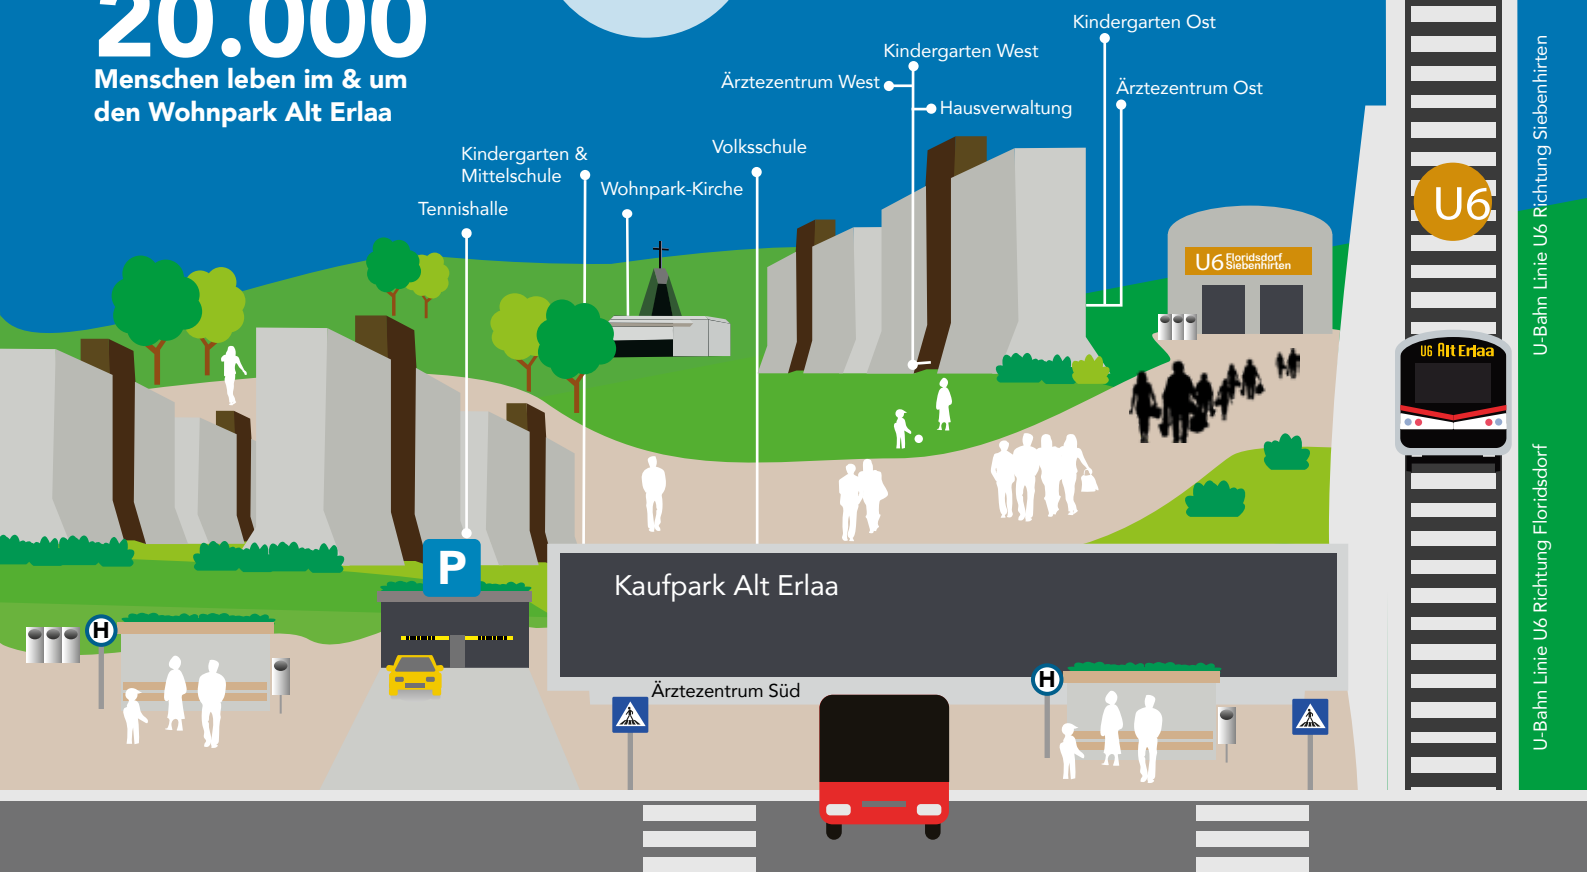 20.000
Menschen leben im & um
den Wohnpark Alt Erlaa
Kindergarten Ost
Kindergarten West
Ärztezentrum West
Ärztezentrum Ost
Hausverwaltung
Volksschule
Kindergarten &
Mittelschule
Wohnpark-Kirche
Tennishalle
U6 Floridsdorf
Siebenhirten
U6
U-Bahn Linie U6 Richtung Siebenhirten
U6 Alt Erlaa
U-Bahn Linie U6 Richtung Floridsdorf
P
Kaufpark Alt Erlaa
H
H
Ärztezentrum Süd